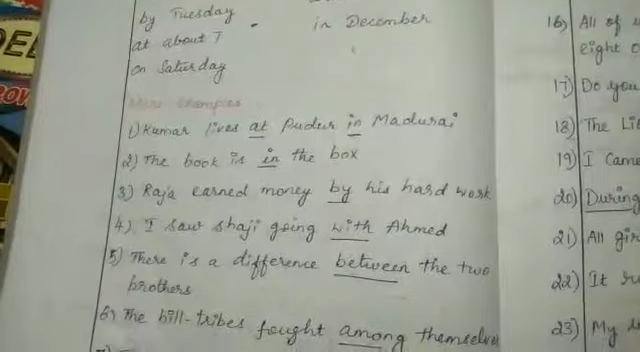 by Tuesday
in December
at about 7
on Saturday
More examples
1) Kumar lives at Pudur in Madurai
2) The book is in the box
3) Raja earned money by his hard work
4) I saw shaji going with Ahmed
5) There is a difference between the two
brothers
6) The hill-tribes fought among themselves
16) All of
eight
17) Do you
18) The
19) I came
20) During
21) All
22) It
23) My